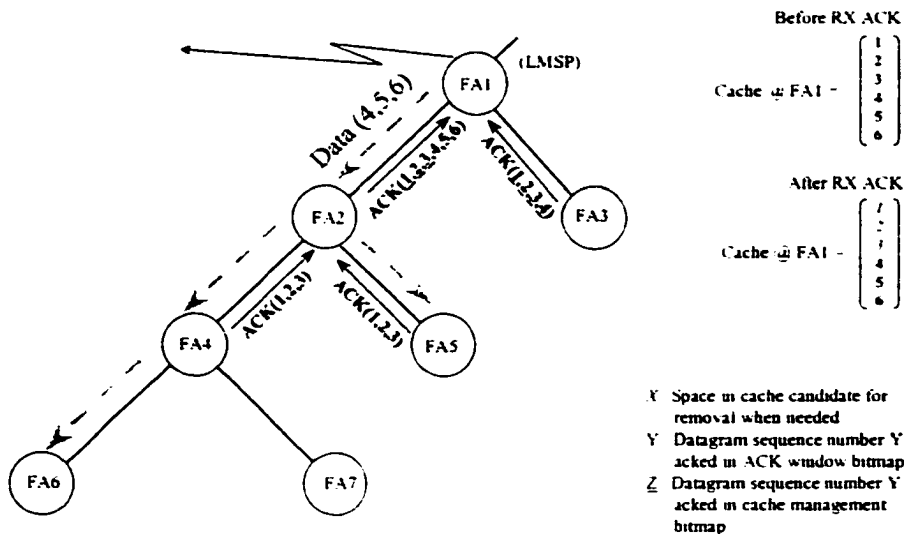 Before RX ACK
Cache @ FA1 -
1
2
3
4
5
6
(LMSP)
FA1
Data (4,5,6)
ACK(1,2,3,4,5,6)
ACK(1,2,3,4)
After RX ACK
Cache @ FA1 -
1
2
3
4
5
6
FA2
FA3
ACK(1,2,3)
ACK(1,2,3)
FA4
FA5
X Space in cache candidate for
removal when needed
Y Datagram sequence number Y
acked in ACK window bitmap
Z Datagram sequence number Y
acked in cache management
bitmap
FA6
FA7